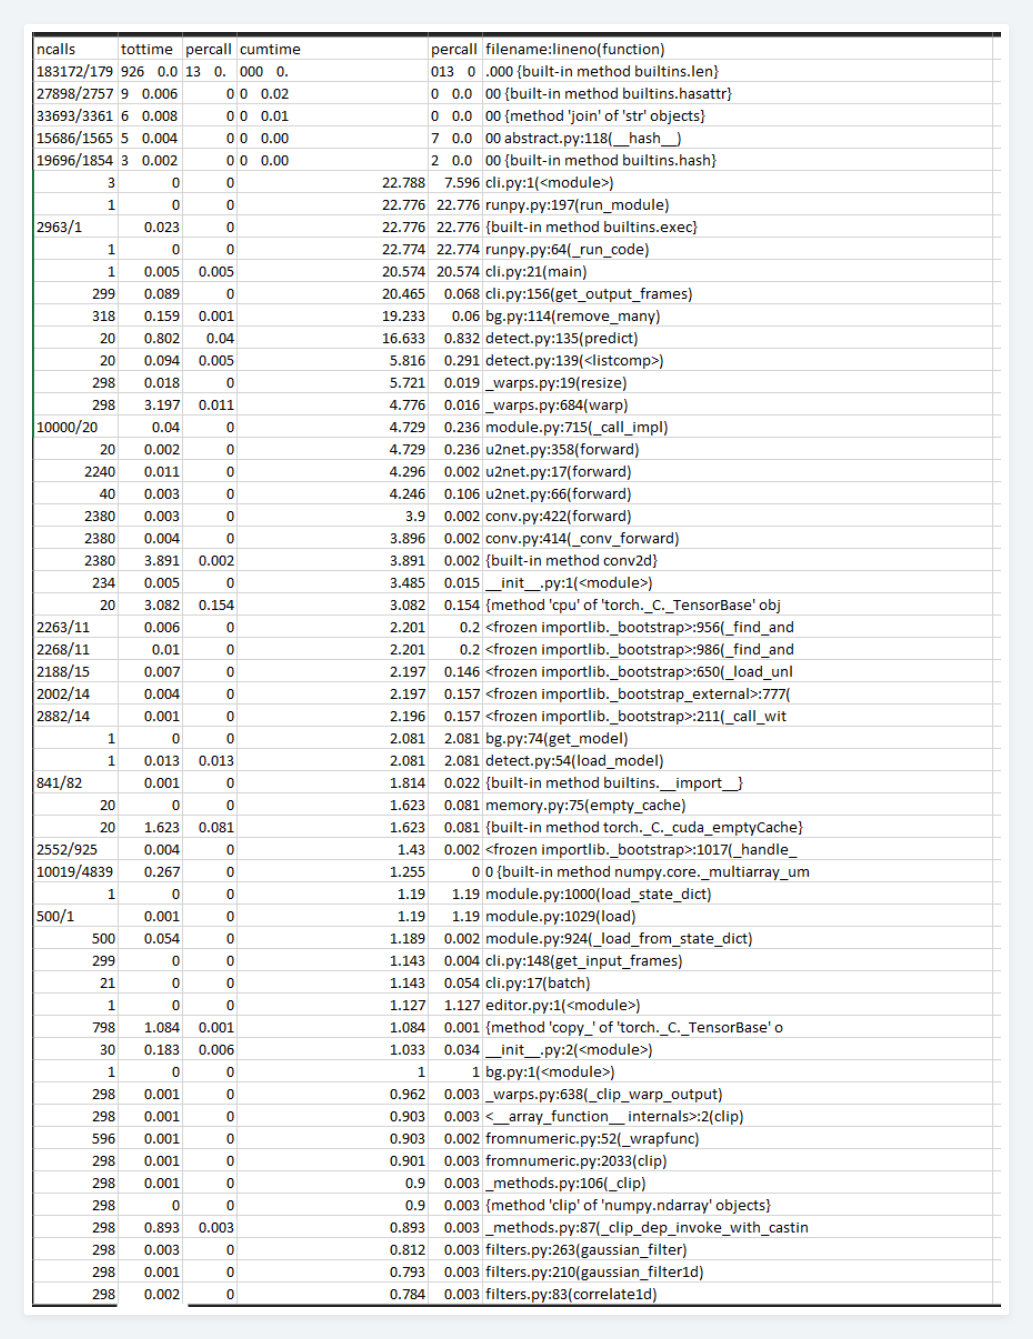 ncalls tottime percall cumtime percall filename:lineno(function)
183172/179 926 0.0 13 0. 000 0. 013 0 .000 {built-in method builtins.len}
27898/2757 9 0.006 0 0 0.02 0 0.0 00 {built-in method builtins.hasattr}
33693/3361 6 0.008 0 0 0.01 0 0.0 00 {method 'join' of 'str' objects}
15686/1565 5 0.004 0 0 0.00 7 0.0 00 abstract.py:118(__hash__)
19696/1854 3 0.002 0 0 0.00 2 0.0 00 {built-in method builtins.hash}
3 0 0 22.788 7.596 cli.py:1(<module>)
1 0 0 22.776 22.776 runpy.py:197(run_module)
2963/1 0.023 0 22.776 22.776 {built-in method builtins.exec}
1 0 0 22.774 22.774 runpy.py:64(_run_code)
1 0.005 0.005 20.574 20.574 cli.py:21(main)
299 0.089 0 20.465 0.068 cli.py:156(get_output_frames)
318 0.159 0.001 19.233 0.06 bg.py:114(remove_many)
20 0.802 0.04 16.633 0.832 detect.py:135(predict)
20 0.094 0.005 5.816 0.291 detect.py:139(<listcomp>)
298 0.018 0 5.721 0.019 _warps.py:19(resize)
298 3.197 0.011 4.776 0.016 _warps.py:684(warp)
10000/20 0.04 0 4.729 0.236 module.py:715(_call_impl)
20 0.002 0 4.729 0.236 u2net.py:358(forward)
2240 0.011 0 4.296 0.002 u2net.py:17(forward)
40 0.003 0 4.246 0.106 u2net.py:66(forward)
2380 0.003 0 3.9 0.002 conv.py:422(forward)
2380 0.004 0 3.896 0.002 conv.py:414(_conv_forward)
2380 3.891 0.002 3.891 0.002 {built-in method conv2d}
234 0.005 0 3.485 0.015 __init__.py:1(<module>)
20 3.082 0.154 3.082 0.154 {method 'cpu' of 'torch._C._TensorBase' obj
2263/11 0.006 0 2.201 0.2 <frozen importlib._bootstrap>:956(_find_and
2268/11 0.01 0 2.201 0.2 <frozen importlib._bootstrap>:986(_find_and
2188/15 0.007 0 2.197 0.146 <frozen importlib._bootstrap>:650(_load_unl
2002/14 0.004 0 2.197 0.157 <frozen importlib._bootstrap_external>:777(
2882/14 0.001 0 2.196 0.157 <frozen importlib._bootstrap>:211(_call_wit
1 0 0 2.081 2.081 bg.py:74(get_model)
1 0.013 0.013 2.081 2.081 detect.py:54(load_model)
841/82 0.001 0 1.814 0.022 {built-in method builtins.__import__}
20 0 0 1.623 0.081 memory.py:75(empty_cache)
20 1.623 0.081 1.623 0.081 {built-in method torch._C._cuda_emptyCache}
2552/925 0.004 0 1.43 0.002 <frozen importlib._bootstrap>:1017(_handle_
10019/4839 0.267 0 1.255 0 0 {built-in method numpy.core._multiarray_um
1 0 0 1.19 1.19 module.py:1000(load_state_dict)
500/1 0.001 0 1.19 1.19 module.py:1029(load)
500 0.054 0 1.189 0.002 module.py:924(_load_from_state_dict)
299 0 0 1.143 0.004 cli.py:148(get_input_frames)
21 0 0 1.143 0.054 cli.py:17(batch)
1 0 0 1.127 1.127 editor.py:1(<module>)
798 1.084 0.001 1.084 0.001 {method 'copy_' of 'torch._C._TensorBase' o
30 0.183 0.006 1.033 0.034 __init__.py:2(<module>)
1 0 0 1 1 bg.py:1(<module>)
298 0.001 0 0.962 0.003 _warps.py:638(_clip_warp_output)
298 0.001 0 0.903 0.003 <__array_function__ internals>:2(clip)
596 0.001 0 0.903 0.002 fromnumeric.py:52(_wrapfunc)
298 0.001 0 0.901 0.003 fromnumeric.py:2033(clip)
298 0.001 0 0.9 0.003 _methods.py:106(_clip)
298 0 0 0.9 0.003 {method 'clip' of 'numpy.ndarray' objects}
298 0.893 0.003 0.893 0.003 _methods.py:87(_clip_dep_invoke_with_castin
298 0.003 0 0.812 0.003 filters.py:263(gaussian_filter)
298 0.001 0 0.793 0.003 filters.py:210(gaussian_filter1d)
298 0.002 0 0.784 0.003 filters.py:83(correlate1d)